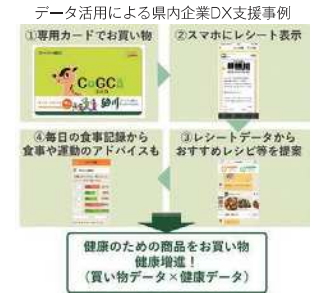 データ活用による県内企業DX支援事例
①専用カードでお買い物
②スマホにレシート表示
CoGCa
④毎日の食事記録から
食事や運動のアドバイスも
③レシートデータから
おすすめレシピ等を提案
健康のための商品をお買い物
健康増進!
(買い物データ×健康データ)